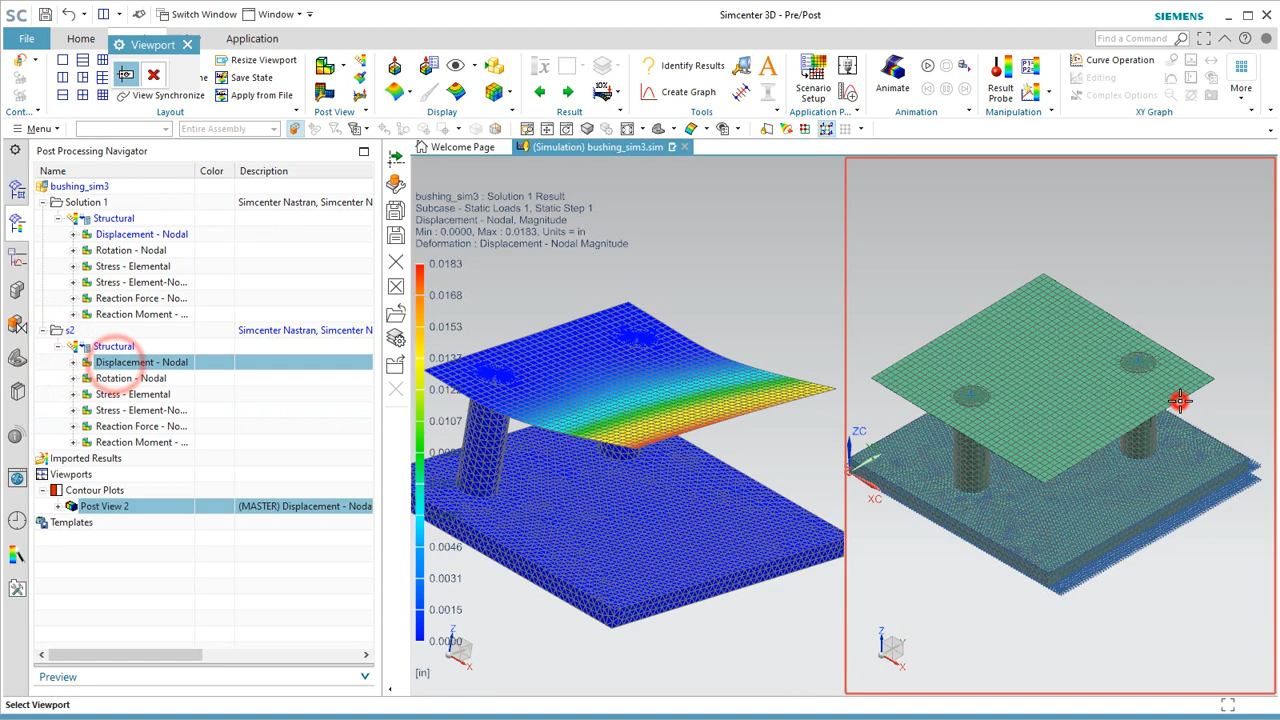 SC
Switch Window
Window
Simcenter 3D - Pre/Post
SIEMENS
File
Home
Viewport
Application
Find a Command
Resize Viewport
Save State
View Synchronize
Apply from File
Identify Results
Create Graph
Scenario
Setup
Animate
Result
Probe
Curve Operation
Editing
Complex Options
More
Cont...
Layout
Post View
Display
Result
Tools
Animation
Manipulation
XY Graph
Menu
Entire Assembly
Post Processing Navigator
Welcome Page
(Simulation) bushing_sim3.sim
Name
Color
Description
bushing_sim3
Solution 1
Simcenter Nastran, Simcenter N
Structural
Displacement - Nodal
Rotation - Nodal
Stress - Elemental
Stress - Element-No...
Reaction Force - No...
Reaction Moment - ...
s2
Simcenter Nastran, Simcenter N
Structural
Displacement - Nodal
Rotation - Nodal
Stress - Elemental
Stress - Element-No...
Reaction Force - No...
Reaction Moment - ...
Imported Results
Viewports
Contour Plots
Post View 2
(MASTER) Displacement - Noda
Templates
Preview
Select Viewport
bushing_sim3 : Solution 1 Result
Subcase - Static Loads 1, Static Step 1
Displacement - Nodal, Magnitude
Min : 0.0000, Max : 0.0183, Units = in
Deformation : Displacement - Nodal Magnitude
0.0183
0.0168
0.0153
0.0046
0.0031
0.0015
0.0000
[in]
Z
X
ZC
XC
Z
Y
X